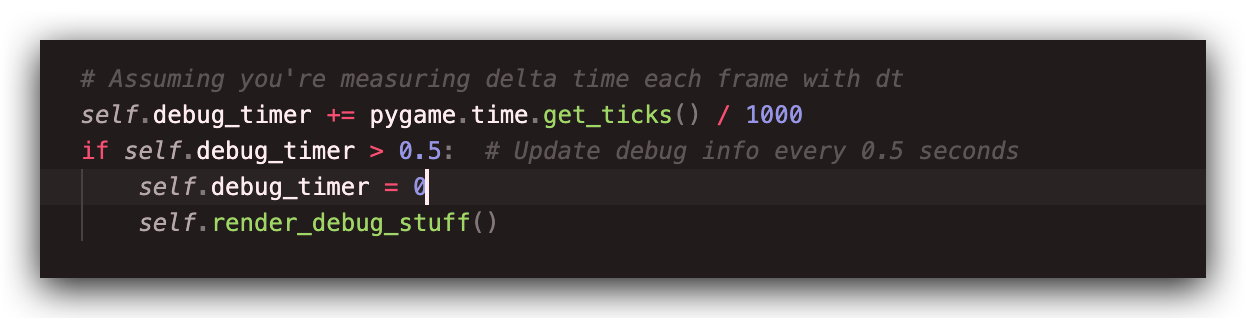 # Assuming you're measuring delta time each frame with dt
self.debug_timer += pygame.time.get_ticks() / 1000
if self.debug_timer > 0.5:  # Update debug info every 0.5 seconds
    self.debug_timer = 0
    self.render_debug_stuff()